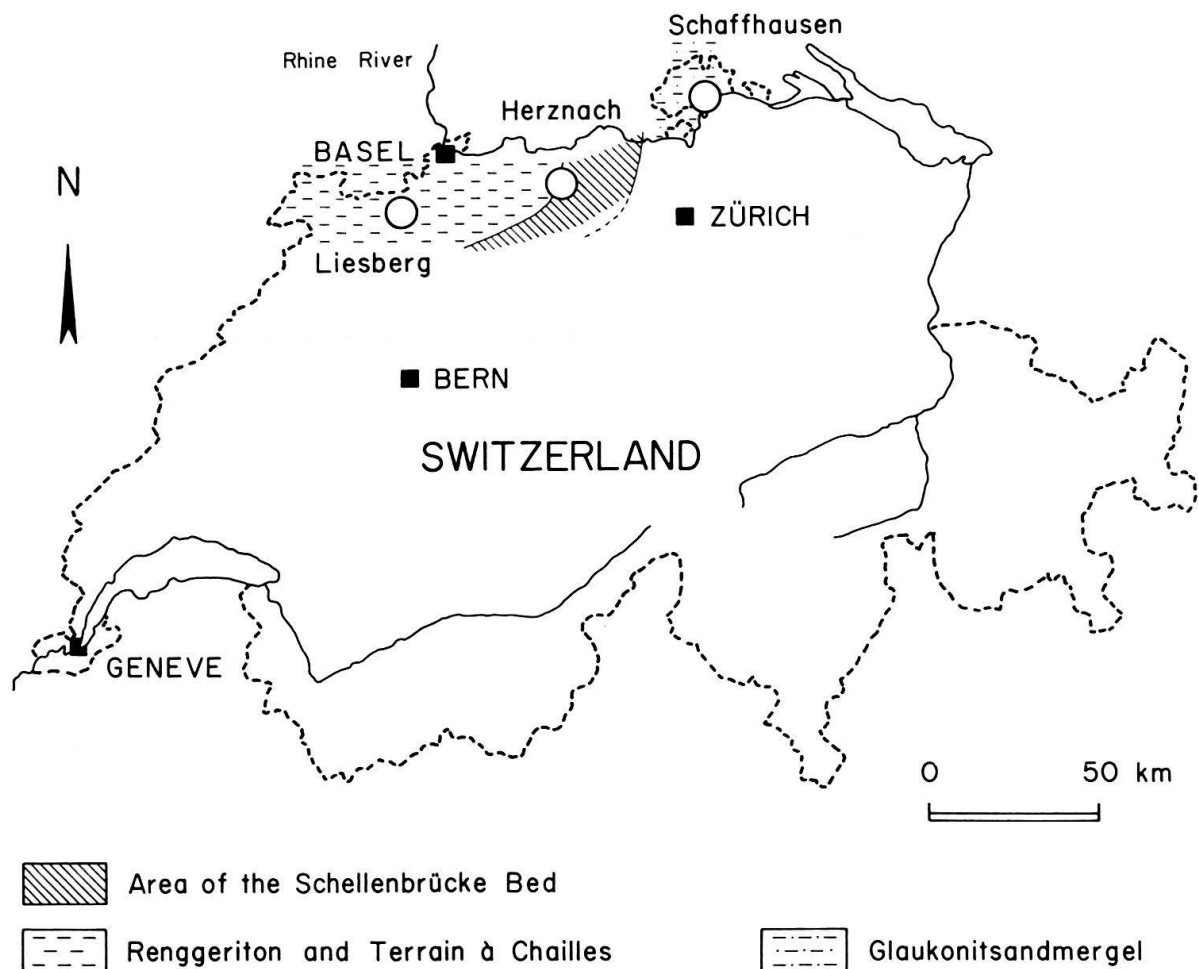 Schaffhausen
Rhine River
Herznach
BASEL
N
ZÜRICH
Liesberg
BERN
SWITZERLAND
GENEVE
0 50 km
Area of the Schellenbrücke Bed
Renggeriton and Terrain à Chailles
Glaukonitsandmergel